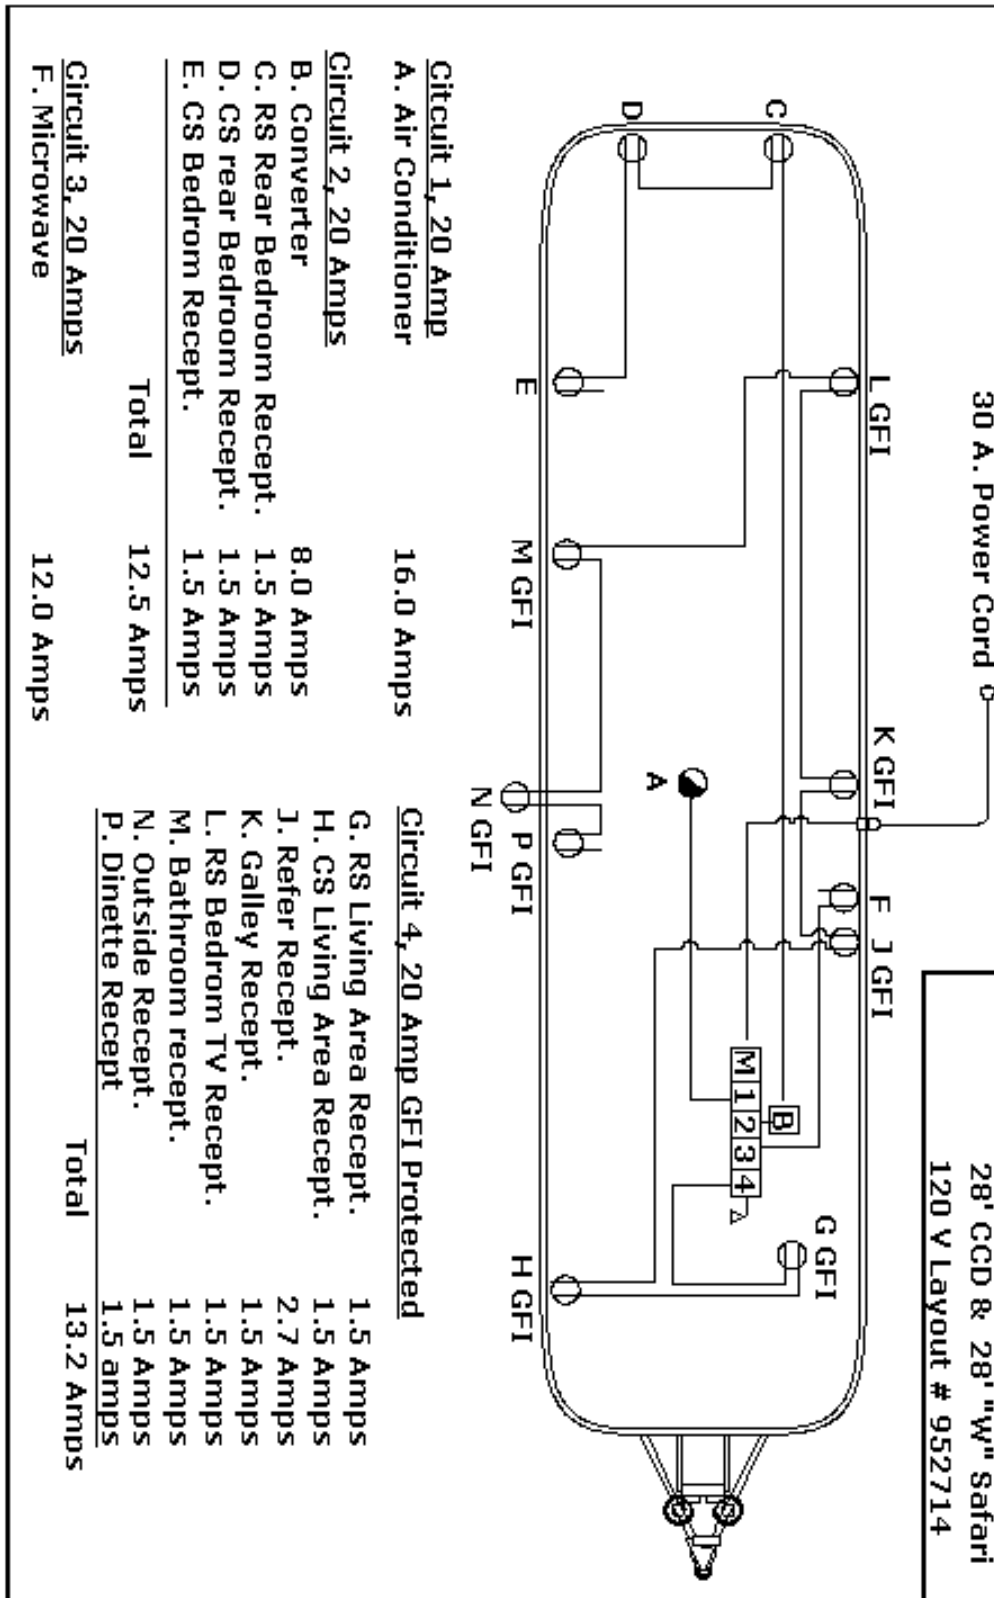 28' CCD & 28' "W" Safari
120 V Layout # 952714
30 A. Power Cord
L GFI
K GFI
F
J GFI
G GFI
C
D
A
M
1
2
3
4
B
E
M GFI
N GFI
P GFI
H GFI
Citcuit 1, 20 Amp
A. Air Conditioner 16.0 Amps
Circuit 2, 20 Amps
B. Converter 8.0 Amps
C. RS Rear Bedroom Recept. 1.5 Amps
D. CS rear Bedroom Recept. 1.5 Amps
E. CS Bedrom Recept. 1.5 Amps
Total 12.5 Amps
Circuit 3, 20 Amps
F. Microwave 12.0 Amps
Circuit 4, 20 Amp GFI Protected
G. RS Living Area Recept. 1.5 Amps
H. CS Living Area Recept. 1.5 Amps
J. Refer Recept. 2.7 Amps
K. Galley Recept. 1.5 Amps
L. RS Bedrom TV Recept. 1.5 Amps
M. Bathroom recept. 1.5 Amps
N. Outside Recept. 1.5 Amps
P. Dinette Recept 1.5 amps
Total 13.2 Amps